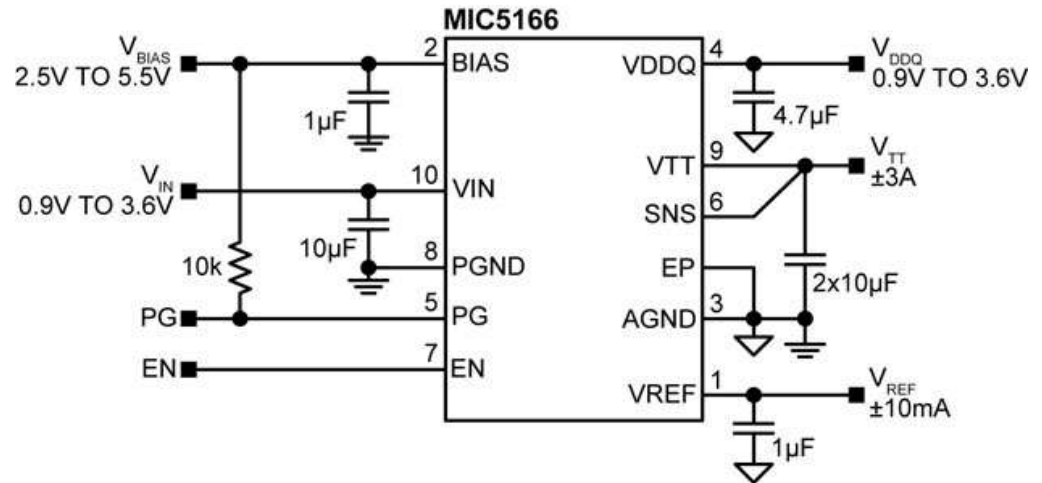 MIC5166
VBIAS
2.5V TO 5.5V
2
BIAS
1µF
VIN
0.9V TO 3.6V
10
VIN
10µF
8
PGND
10k
PG
5
PG
EN
7
EN
VDDQ
4
VDDQ
0.9V TO 3.6V
4.7µF
VTT
9
VTT
±3A
SNS
6
EP
2x10µF
AGND
3
VREF
1
VREF
±10mA
1µF